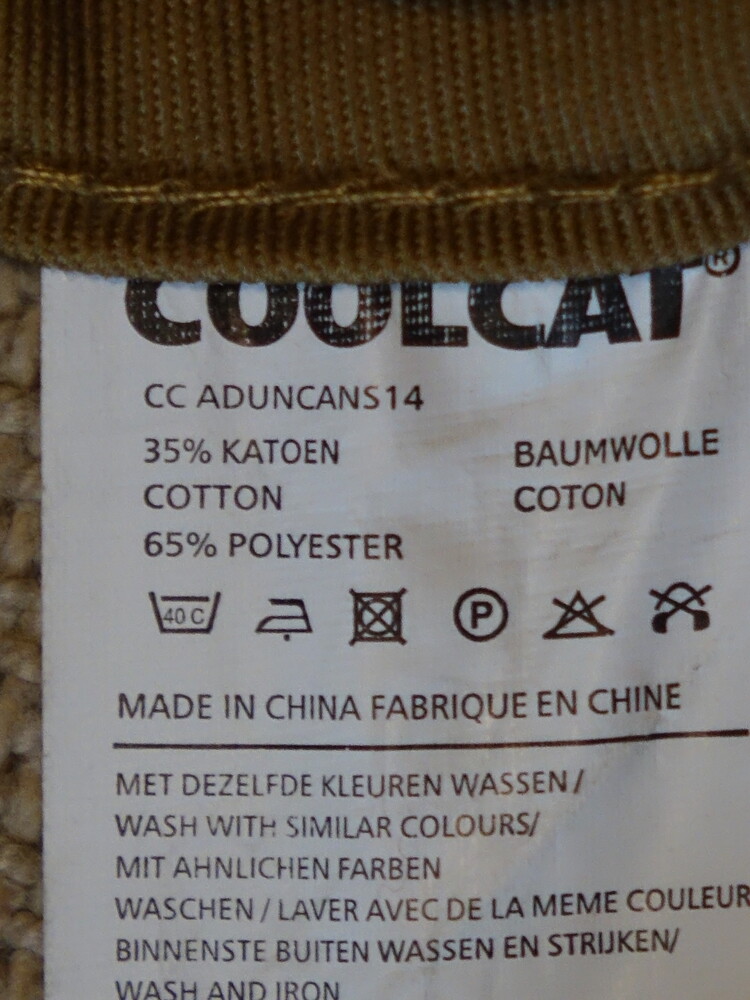 COOLCAT®
CC ADUNCANS14
35% KATOEN BAUMWOLLE
COTTON COTON
65% POLYESTER
40 C P
MADE IN CHINA FABRIQUE EN CHINE
MET DEZELFDE KLEUREN WASSEN/
WASH WITH SIMILAR COLOURS/
MIT AHNLICHEN FARBEN
WASCHEN / LAVER AVEC DE LA MEME COULEUR
BINNENSTE BUITEN WASSEN EN STRIJKEN/
WASH AND IRON